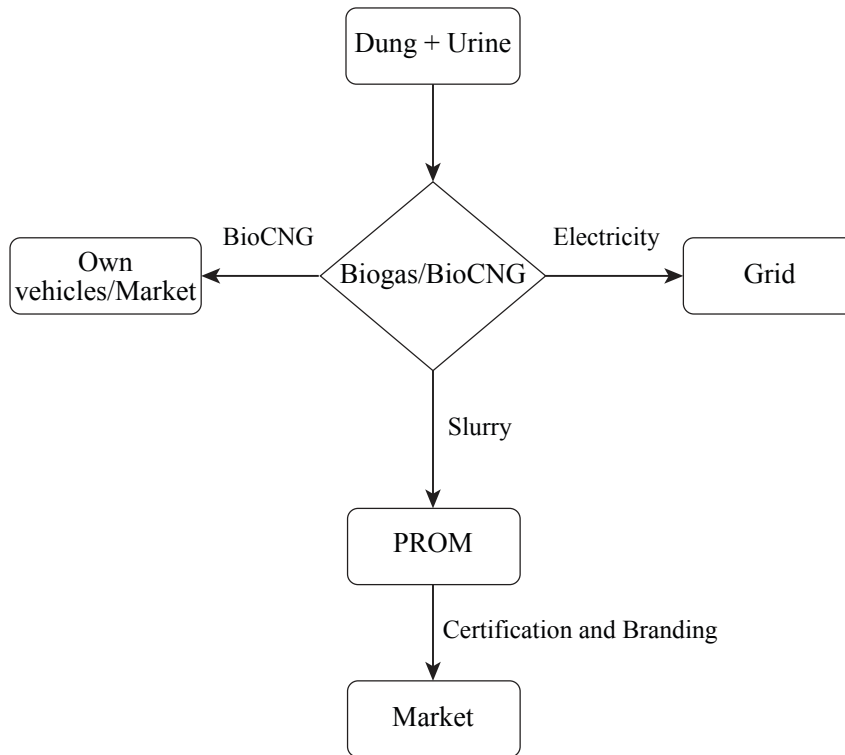 Dung + Urine
BioCNG
Electricity
Own
vehicles/Market
Biogas/BioCNG
Grid
Slurry
PROM
Certification and Branding
Market